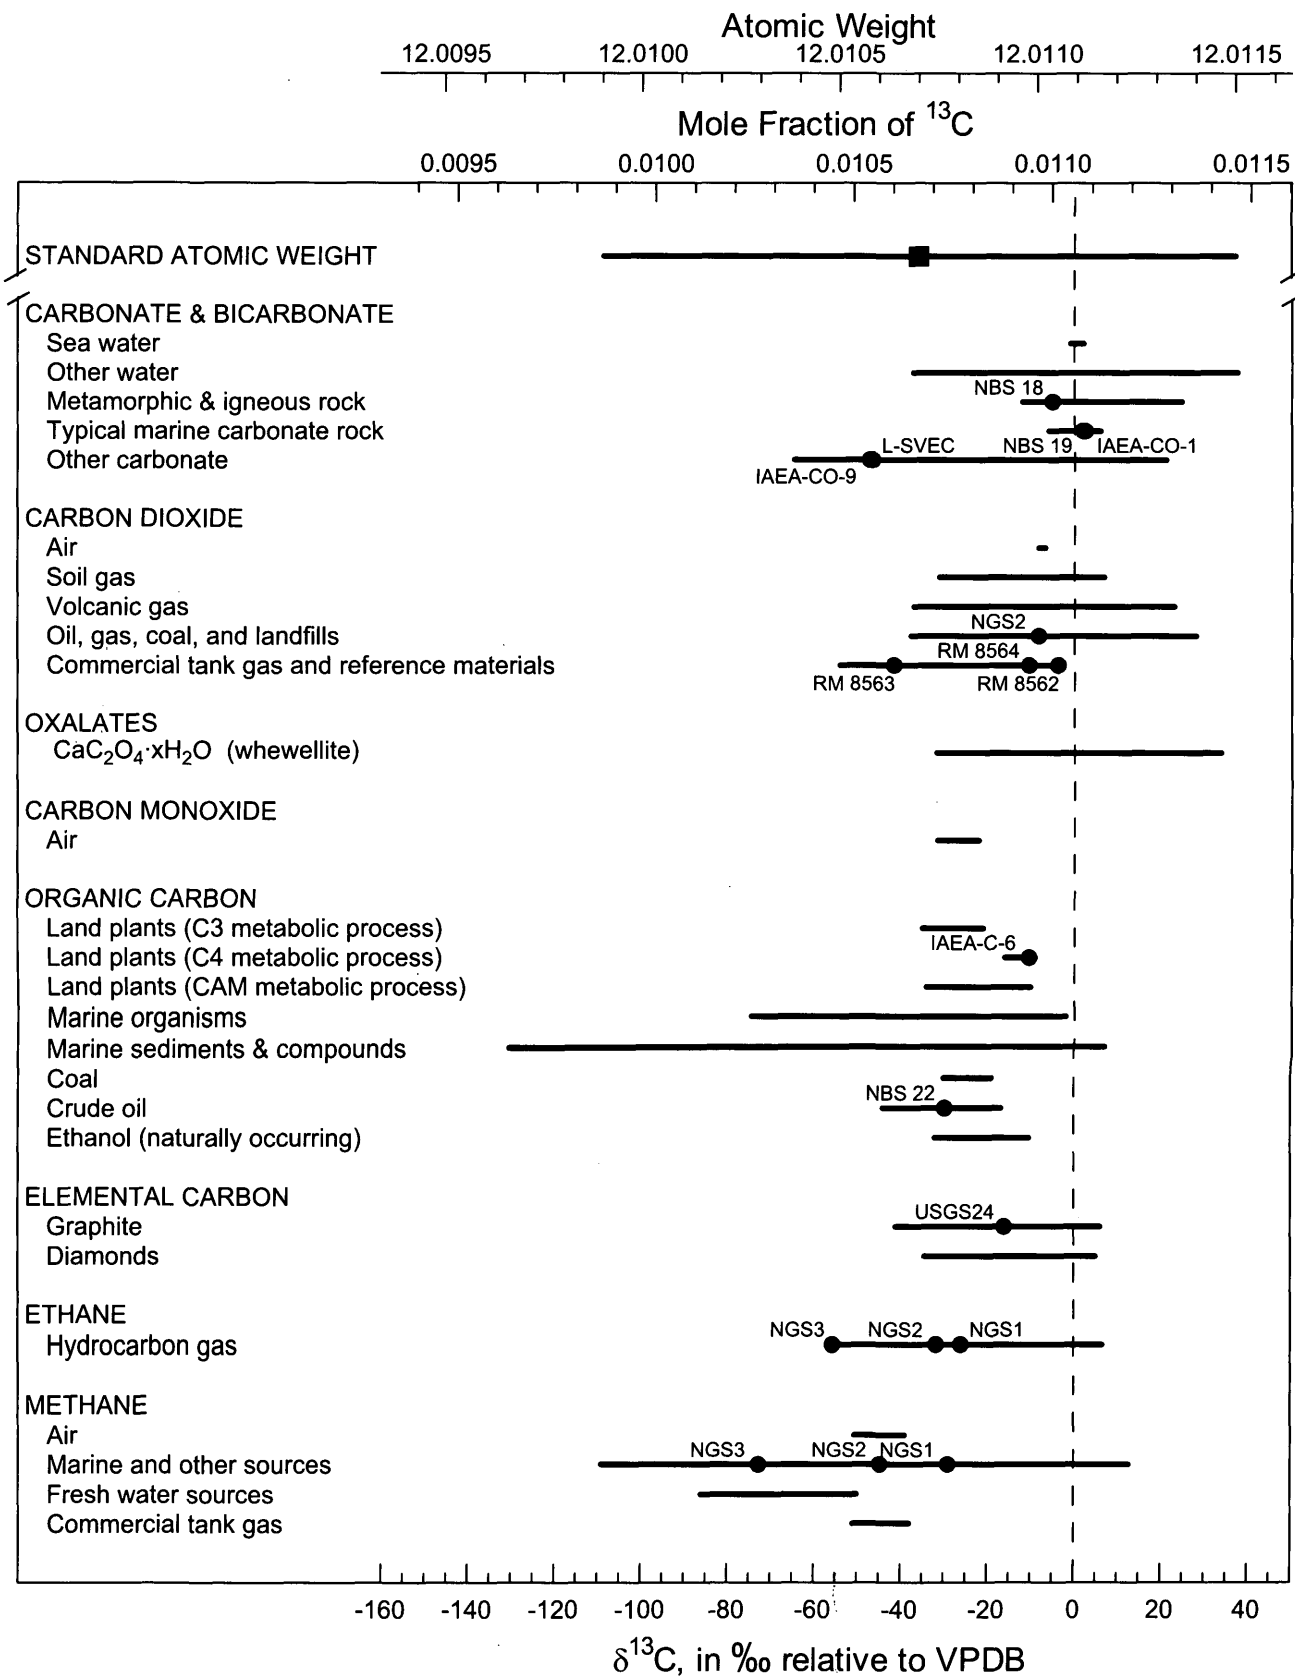 Atomic Weight
12.0095 12.0100 12.0105 12.0110 12.0115
Mole Fraction of ¹³C
0.0095 0.0100 0.0105 0.0110 0.0115
STANDARD ATOMIC WEIGHT
CARBONATE & BICARBONATE
Sea water
Other water
NBS 18
Metamorphic & igneous rock
Typical marine carbonate rock
L-SVEC NBS 19 IAEA-CO-1
Other carbonate
IAEA-CO-9
CARBON DIOXIDE
Air
Soil gas
Volcanic gas
NGS2
Oil, gas, coal, and landfills
RM 8564
Commercial tank gas and reference materials
RM 8563 RM 8562
OXALATES
CaC₂O₄·xH₂O (whewellite)
CARBON MONOXIDE
Air
ORGANIC CARBON
Land plants (C3 metabolic process)
IAEA-C-6
Land plants (C4 metabolic process)
Land plants (CAM metabolic process)
Marine organisms
Marine sediments & compounds
Coal
NBS 22
Crude oil
Ethanol (naturally occurring)
ELEMENTAL CARBON
USGS24
Graphite
Diamonds
ETHANE
NGS3 NGS2 NGS1
Hydrocarbon gas
METHANE
Air
NGS3 NGS2 NGS1
Marine and other sources
Fresh water sources
Commercial tank gas
-160 -140 -120 -100 -80 -60 -40 -20 0 20 40
δ¹³C, in ‰ relative to VPDB